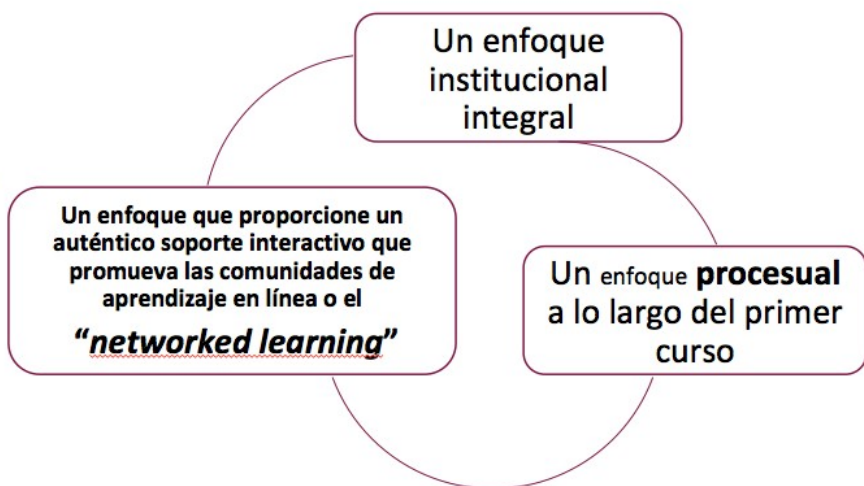 Un enfoque
institucional
integral
Un enfoque que proporcione un
auténtico soporte interactivo que
promueva las comunidades de
aprendizaje en línea o el
“networked learning”
Un enfoque procesual
a lo largo del primer
curso